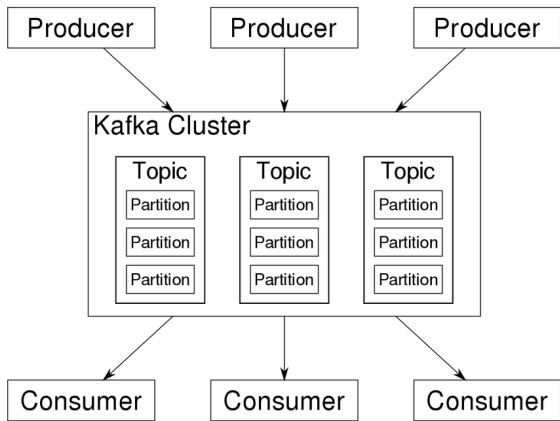 Producer Producer Producer
Kafka Cluster
Topic Topic Topic
Partition Partition Partition
Partition Partition Partition
Partition Partition Partition
Consumer Consumer Consumer